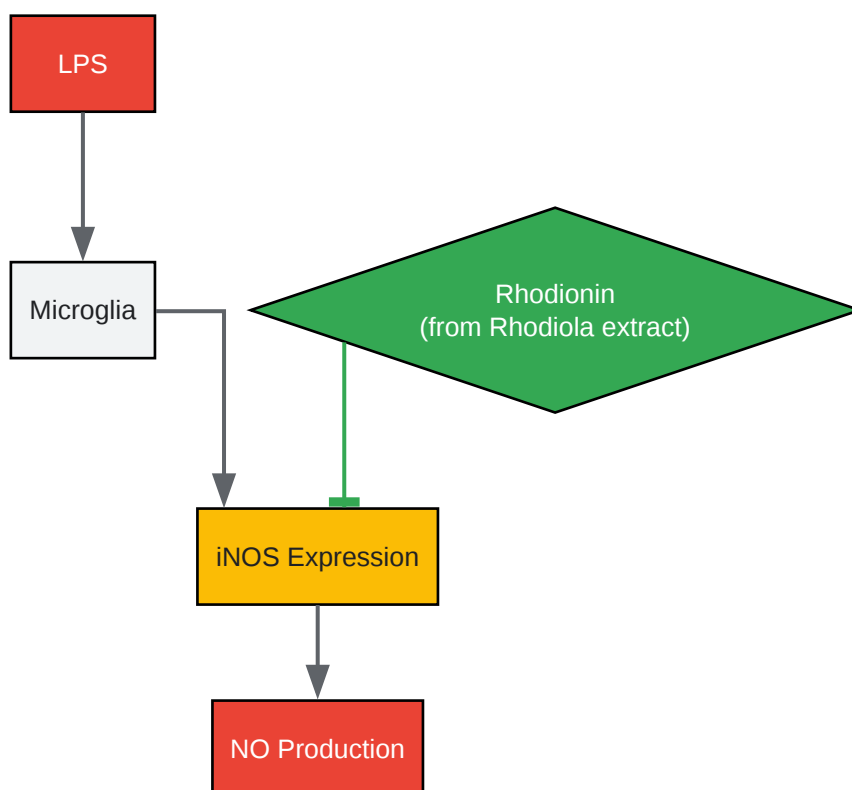 LPS
Microglia
Rhodionin
(from Rhodiola extract)
iNOS Expression
NO Production